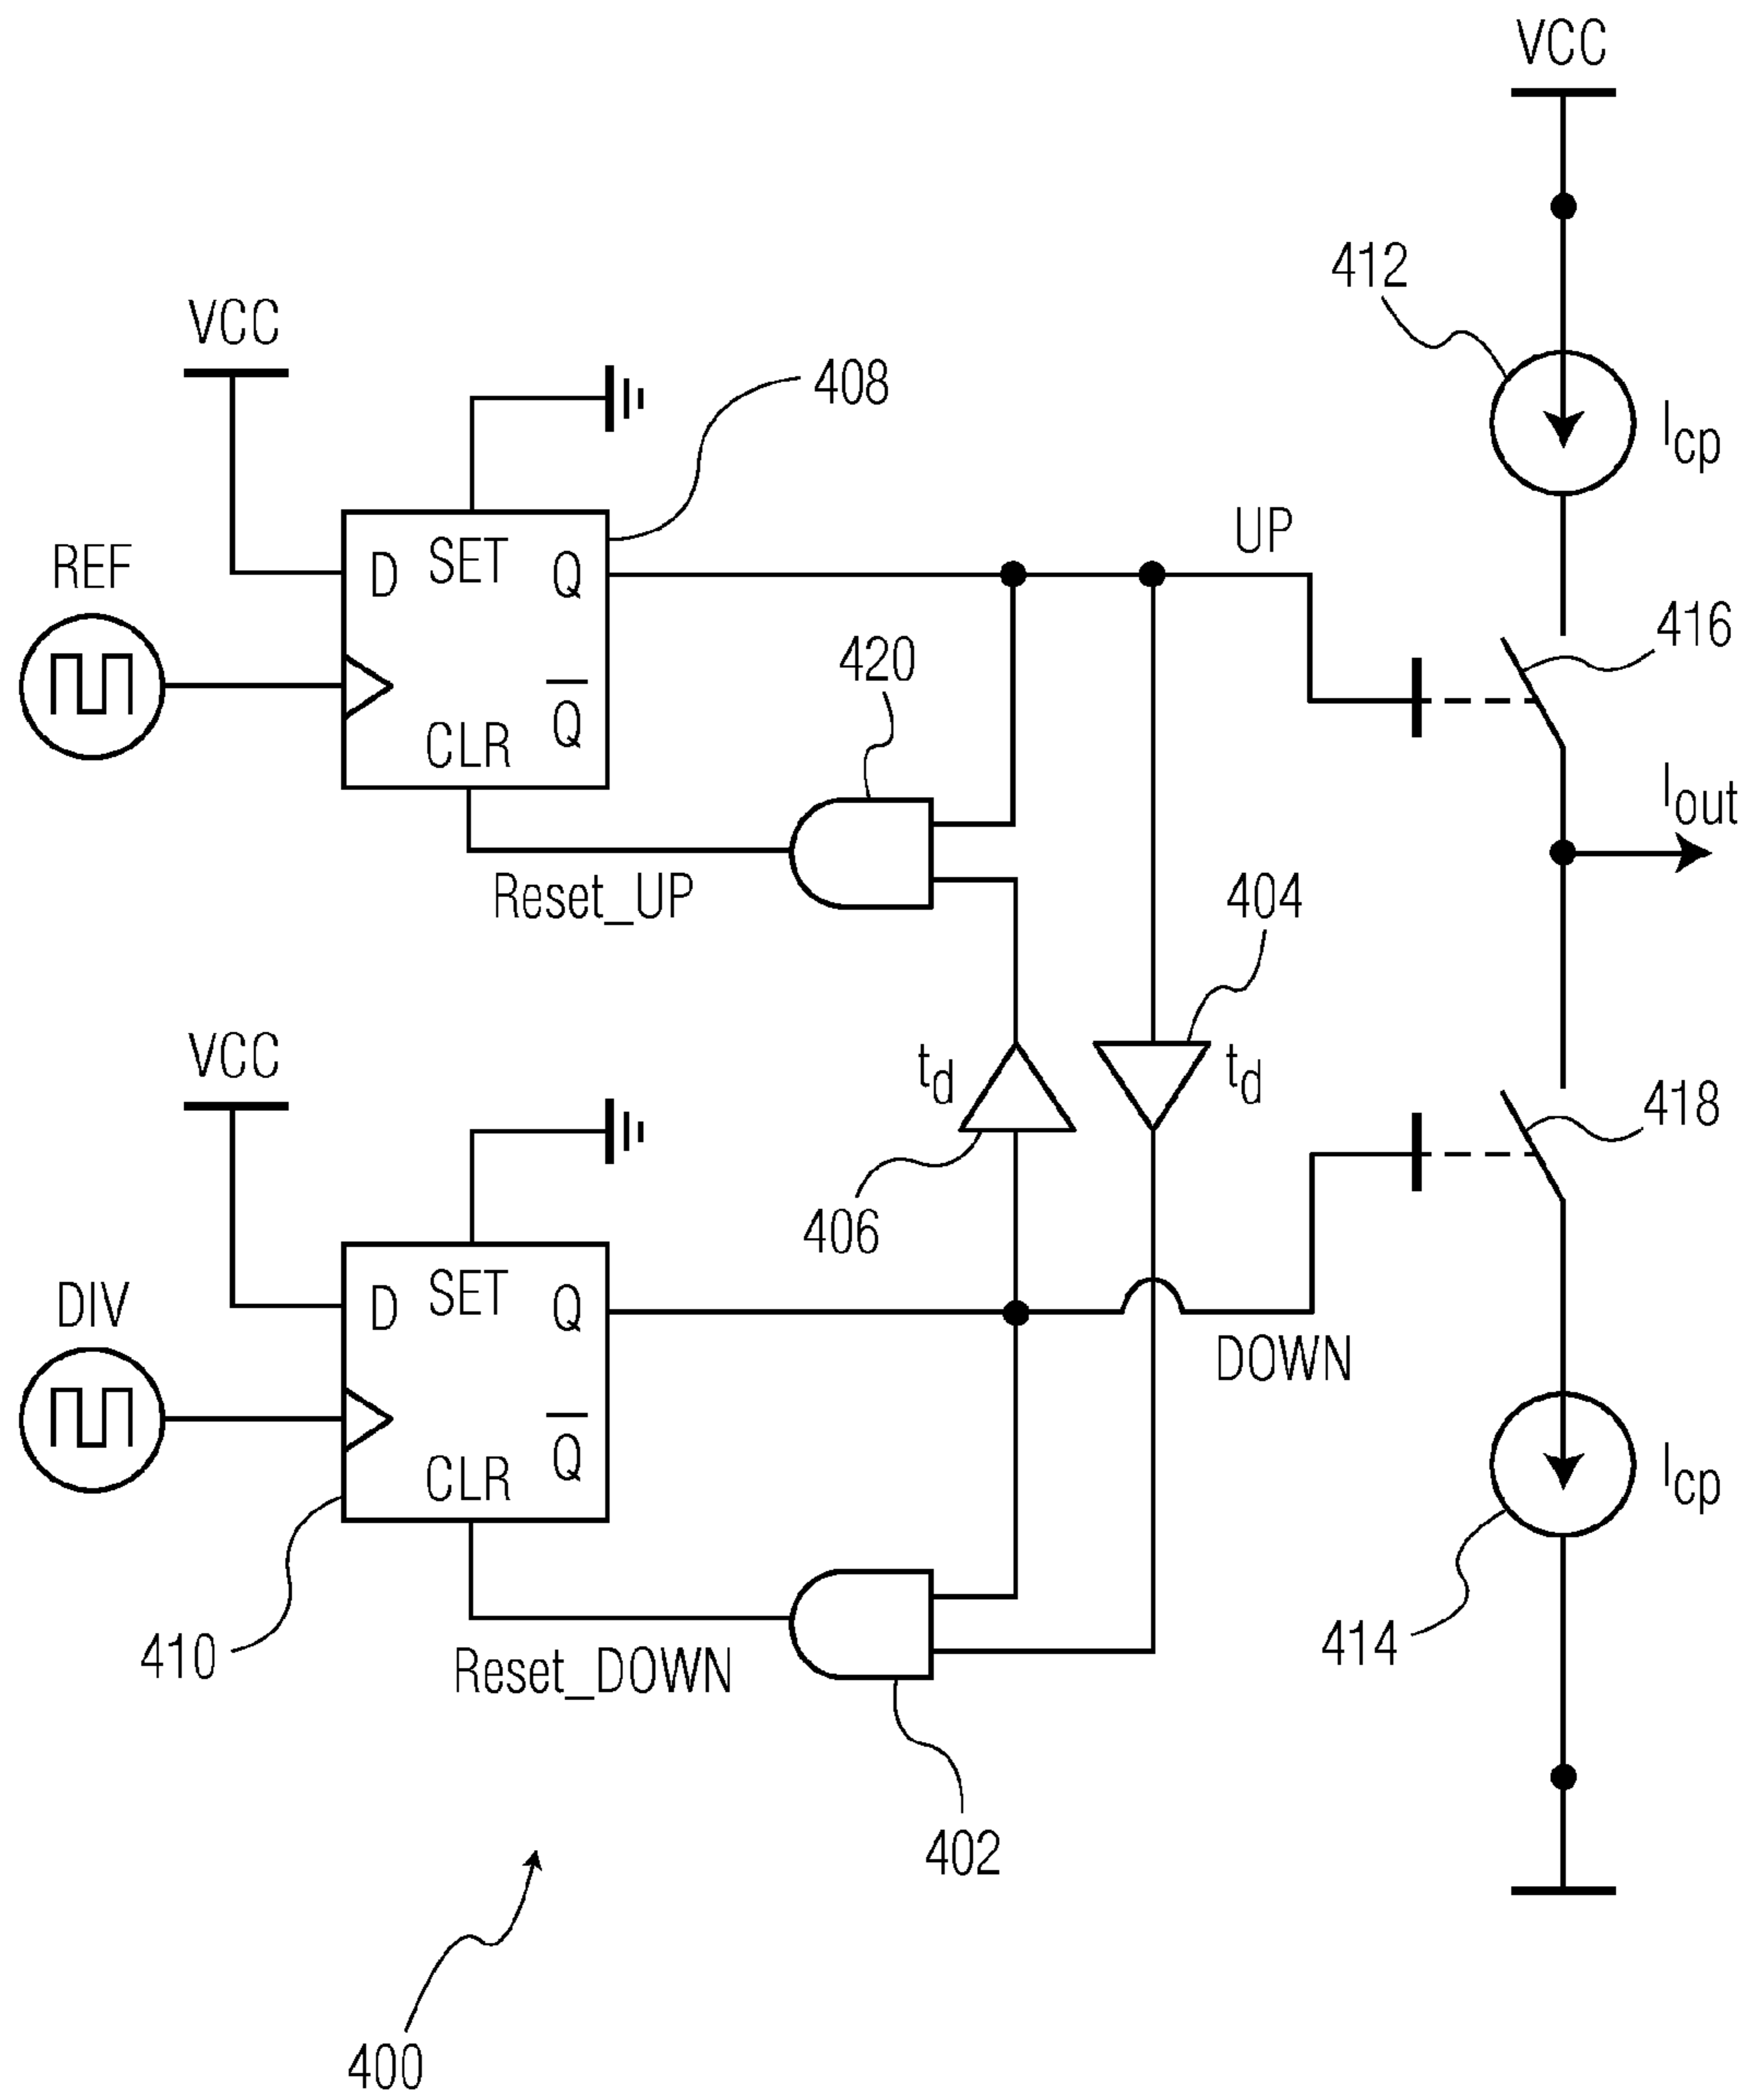 VCC
412
Icp
VCC
408
SET
D
Q
UP
REF
416
420
Q
CLR
Iout
Reset_UP
404
VCC
td
td
418
406
SET
D
Q
DIV
DOWN
Q
CLR
Icp
410
414
Reset_DOWN
402
400